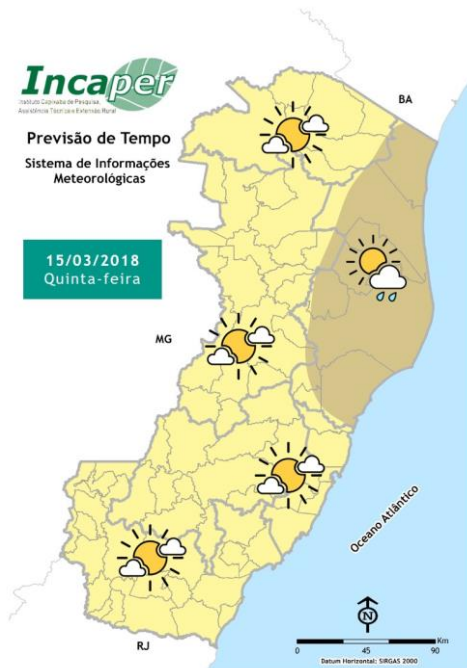 Incaper
Instituto Capixaba de Pesquisa,
Assistência Técnica e Extensão Rural
Previsão de Tempo
Sistema de Informações
Meteorológicas
15/03/2018
Quinta-feira
BA
MG
Oceano Atlântico
RJ
N
Km
0 45 90
Datum Horizontal: SIRGAS 2000